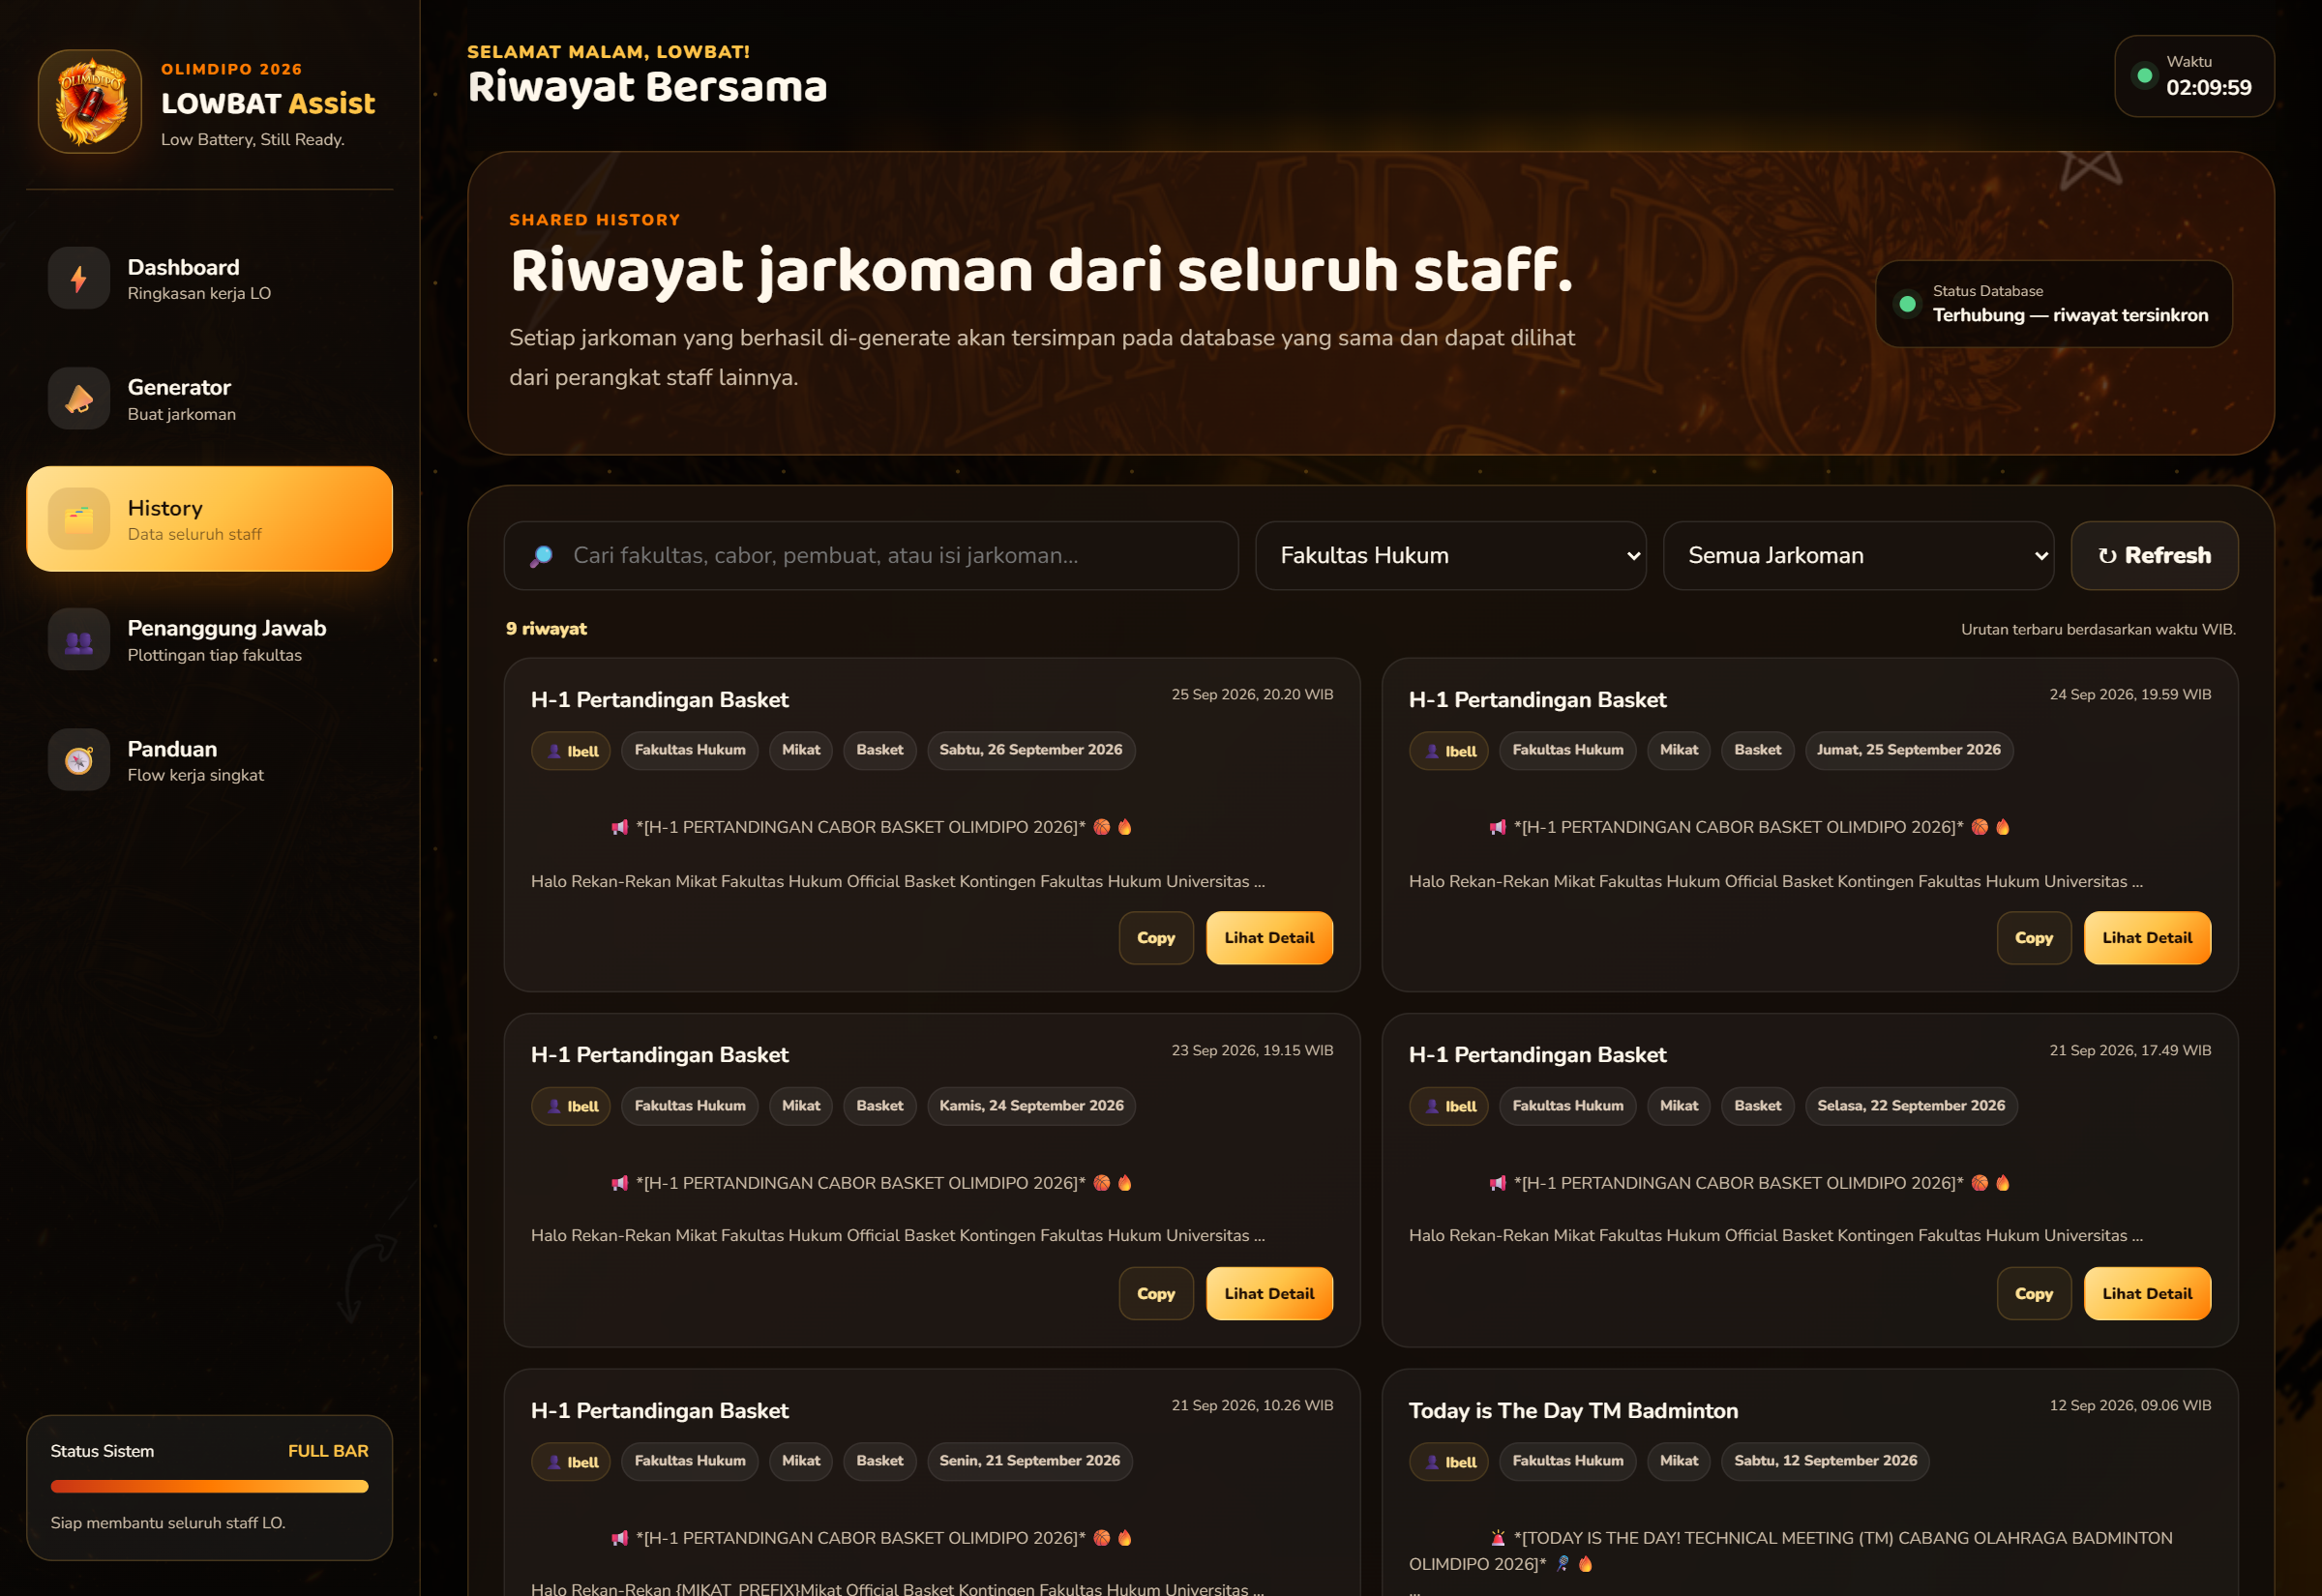 OLIMDIPO
OLIMDIPO 2026
LOWBAT Assist
Low Battery, Still Ready.
Dashboard
Ringkasan kerja LO
Generator
Buat jarkoman
History
Data seluruh staff
Penanggung Jawab
Plottingan tiap fakultas
Panduan
Flow kerja singkat
Status Sistem FULL BAR
Siap membantu seluruh staff LO.
SELAMAT MALAM, LOWBAT!
Riwayat Bersama
Waktu
02:09:59
OLIMDIPO
SHARED HISTORY
Riwayat jarkoman dari seluruh staff.
Setiap jarkoman yang berhasil di-generate akan tersimpan pada database yang sama dan dapat dilihat
dari perangkat staff lainnya.
Status Database
Terhubung — riwayat tersinkron
🔎 Cari fakultas, cabor, pembuat, atau isi jarkoman...
Fakultas Hukum
Semua Jarkoman
↻ Refresh
9 riwayat
Urutan terbaru berdasarkan waktu WIB.
H-1 Pertandingan Basket 25 Sep 2026, 20.20 WIB
👤 Ibell Fakultas Hukum Mikat Basket Sabtu, 26 September 2026
📢 *[H-1 PERTANDINGAN CABOR BASKET OLIMDIPO 2026]* 🏀🔥
Halo Rekan-Rekan Mikat Fakultas Hukum Official Basket Kontingen Fakultas Hukum Universitas ...
Copy Lihat Detail
H-1 Pertandingan Basket 24 Sep 2026, 19.59 WIB
👤 Ibell Fakultas Hukum Mikat Basket Jumat, 25 September 2026
📢 *[H-1 PERTANDINGAN CABOR BASKET OLIMDIPO 2026]* 🏀🔥
Halo Rekan-Rekan Mikat Fakultas Hukum Official Basket Kontingen Fakultas Hukum Universitas ...
Copy Lihat Detail
H-1 Pertandingan Basket 23 Sep 2026, 19.15 WIB
👤 Ibell Fakultas Hukum Mikat Basket Kamis, 24 September 2026
📢 *[H-1 PERTANDINGAN CABOR BASKET OLIMDIPO 2026]* 🏀🔥
Halo Rekan-Rekan Mikat Fakultas Hukum Official Basket Kontingen Fakultas Hukum Universitas ...
Copy Lihat Detail
H-1 Pertandingan Basket 21 Sep 2026, 17.49 WIB
👤 Ibell Fakultas Hukum Mikat Basket Selasa, 22 September 2026
📢 *[H-1 PERTANDINGAN CABOR BASKET OLIMDIPO 2026]* 🏀🔥
Halo Rekan-Rekan Mikat Fakultas Hukum Official Basket Kontingen Fakultas Hukum Universitas ...
Copy Lihat Detail
H-1 Pertandingan Basket 21 Sep 2026, 10.26 WIB
👤 Ibell Fakultas Hukum Mikat Basket Senin, 21 September 2026
📢 *[H-1 PERTANDINGAN CABOR BASKET OLIMDIPO 2026]* 🏀🔥
Halo Rekan-Rekan {MIKAT_PREFIX}Mikat Official Basket Kontingen Fakultas Hukum Universitas ...
Today is The Day TM Badminton 12 Sep 2026, 09.06 WIB
👤 Ibell Fakultas Hukum Mikat Sabtu, 12 September 2026
🚨 *[TODAY IS THE DAY! TECHNICAL MEETING (TM) CABANG OLAHRAGA BADMINTON
OLIMDIPO 2026]* 🏸🔥
...